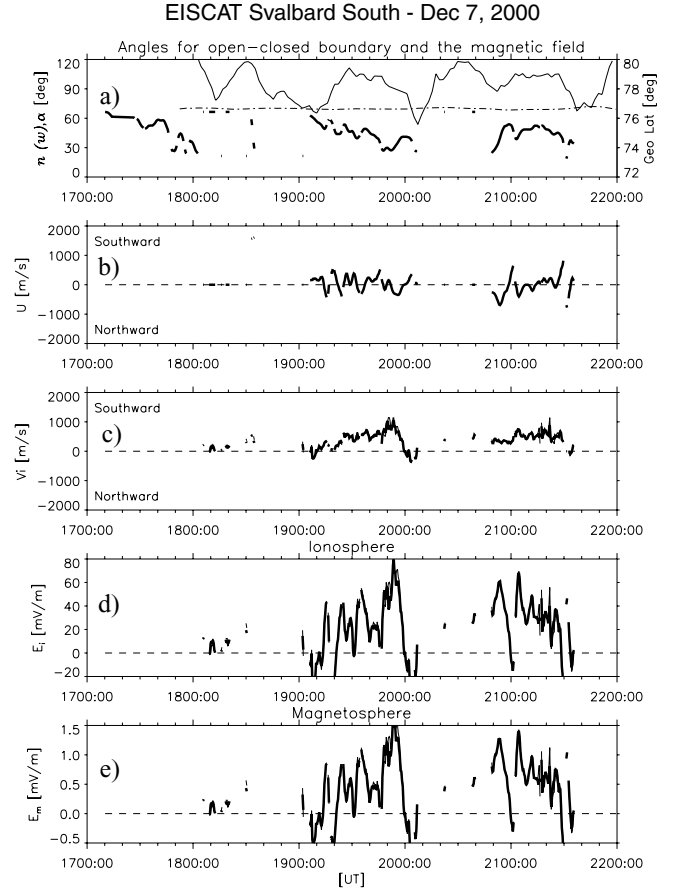 EISCAT Svalbard South - Dec 7, 2000
Angles for open-closed boundary and the magnetic field
a)
n (w),α [deg]
120
90
60
30
0
80
78
76
74
72
Geo Lat [deg]
1700:00 1800:00 1900:00 2000:00 2100:00 2200:00
b)
U [m/s]
2000
1000
0
-1000
-2000
Southward
Northward
1700:00 1800:00 1900:00 2000:00 2100:00 2200:00
c)
Vi [m/s]
2000
1000
0
-1000
-2000
Southward
Northward
1700:00 1800:00 1900:00 2000:00 2100:00 2200:00
Ionosphere
d)
Ei [mV/m]
80
60
40
20
0
-20
1700:00 1800:00 1900:00 2000:00 2100:00 2200:00
Magnetosphere
e)
Em [mV/m]
1.5
1.0
0.5
0.0
-0.5
1700:00 1800:00 1900:00 2000:00 2100:00 2200:00
[UT]